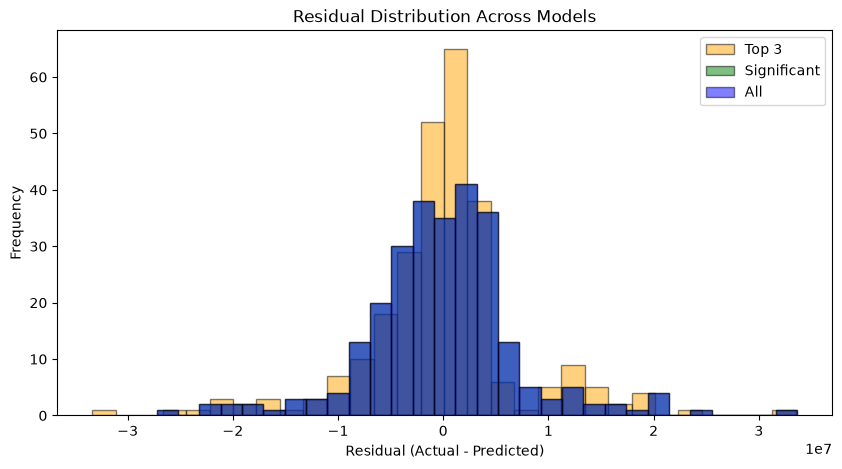 Residual Distribution Across Models
Top 3
Significant
All
Frequency
60
50
40
30
20
10
0
−3
−2
−1
0
1
2
3
1e7
Residual (Actual - Predicted)